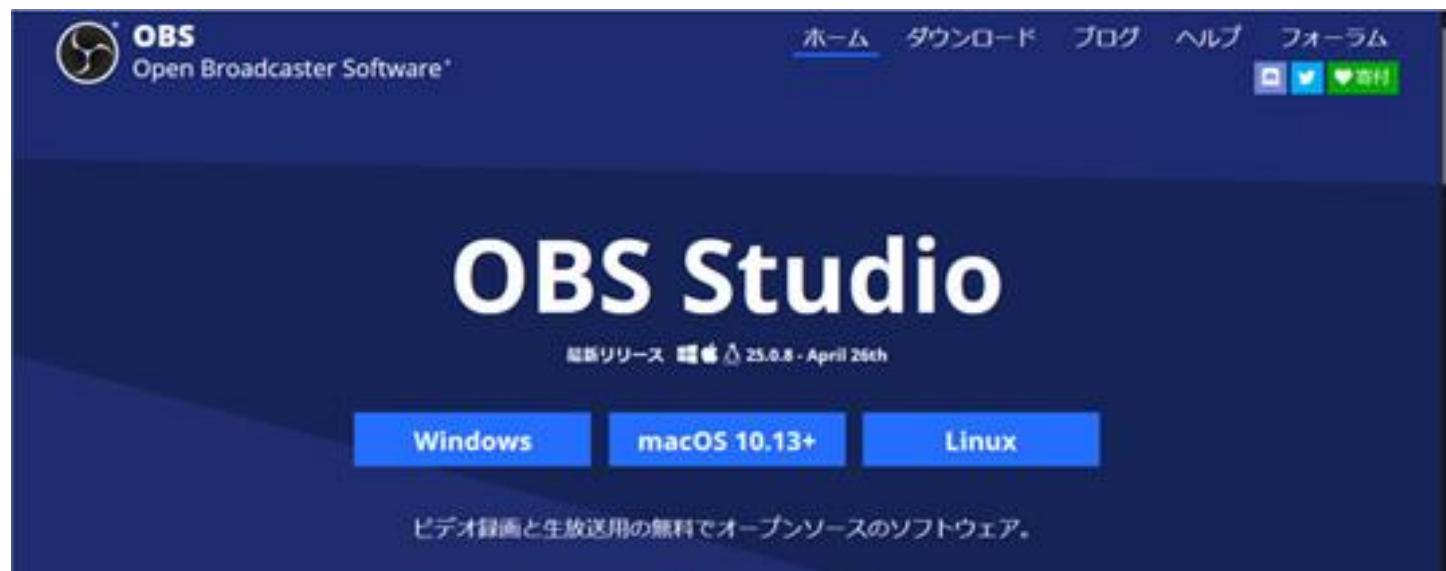 OBS
Open Broadcaster Software
ホーム ダウンロード ブログ ヘルプ フォーラム
寄付
OBS Studio
最新リリース 25.0.8 - April 26th
Windows macOS 10.13+ Linux
ビデオ録画と生放送用の無料でオープンソースのソフトウェア。